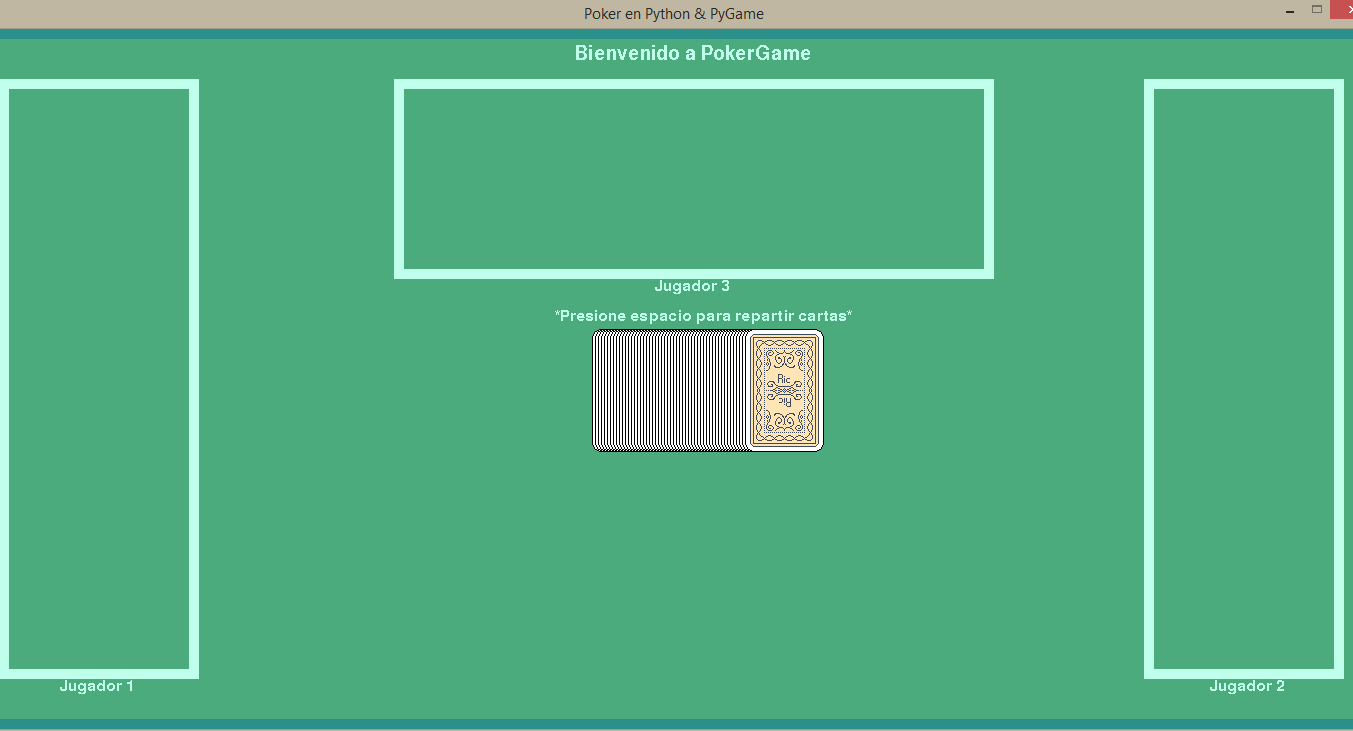 Poker en Python & PyGame
Bienvenido a PokerGame
Jugador 3
*Presione espacio para repartir cartas*
Ric
Ric
Jugador 1
Jugador 2